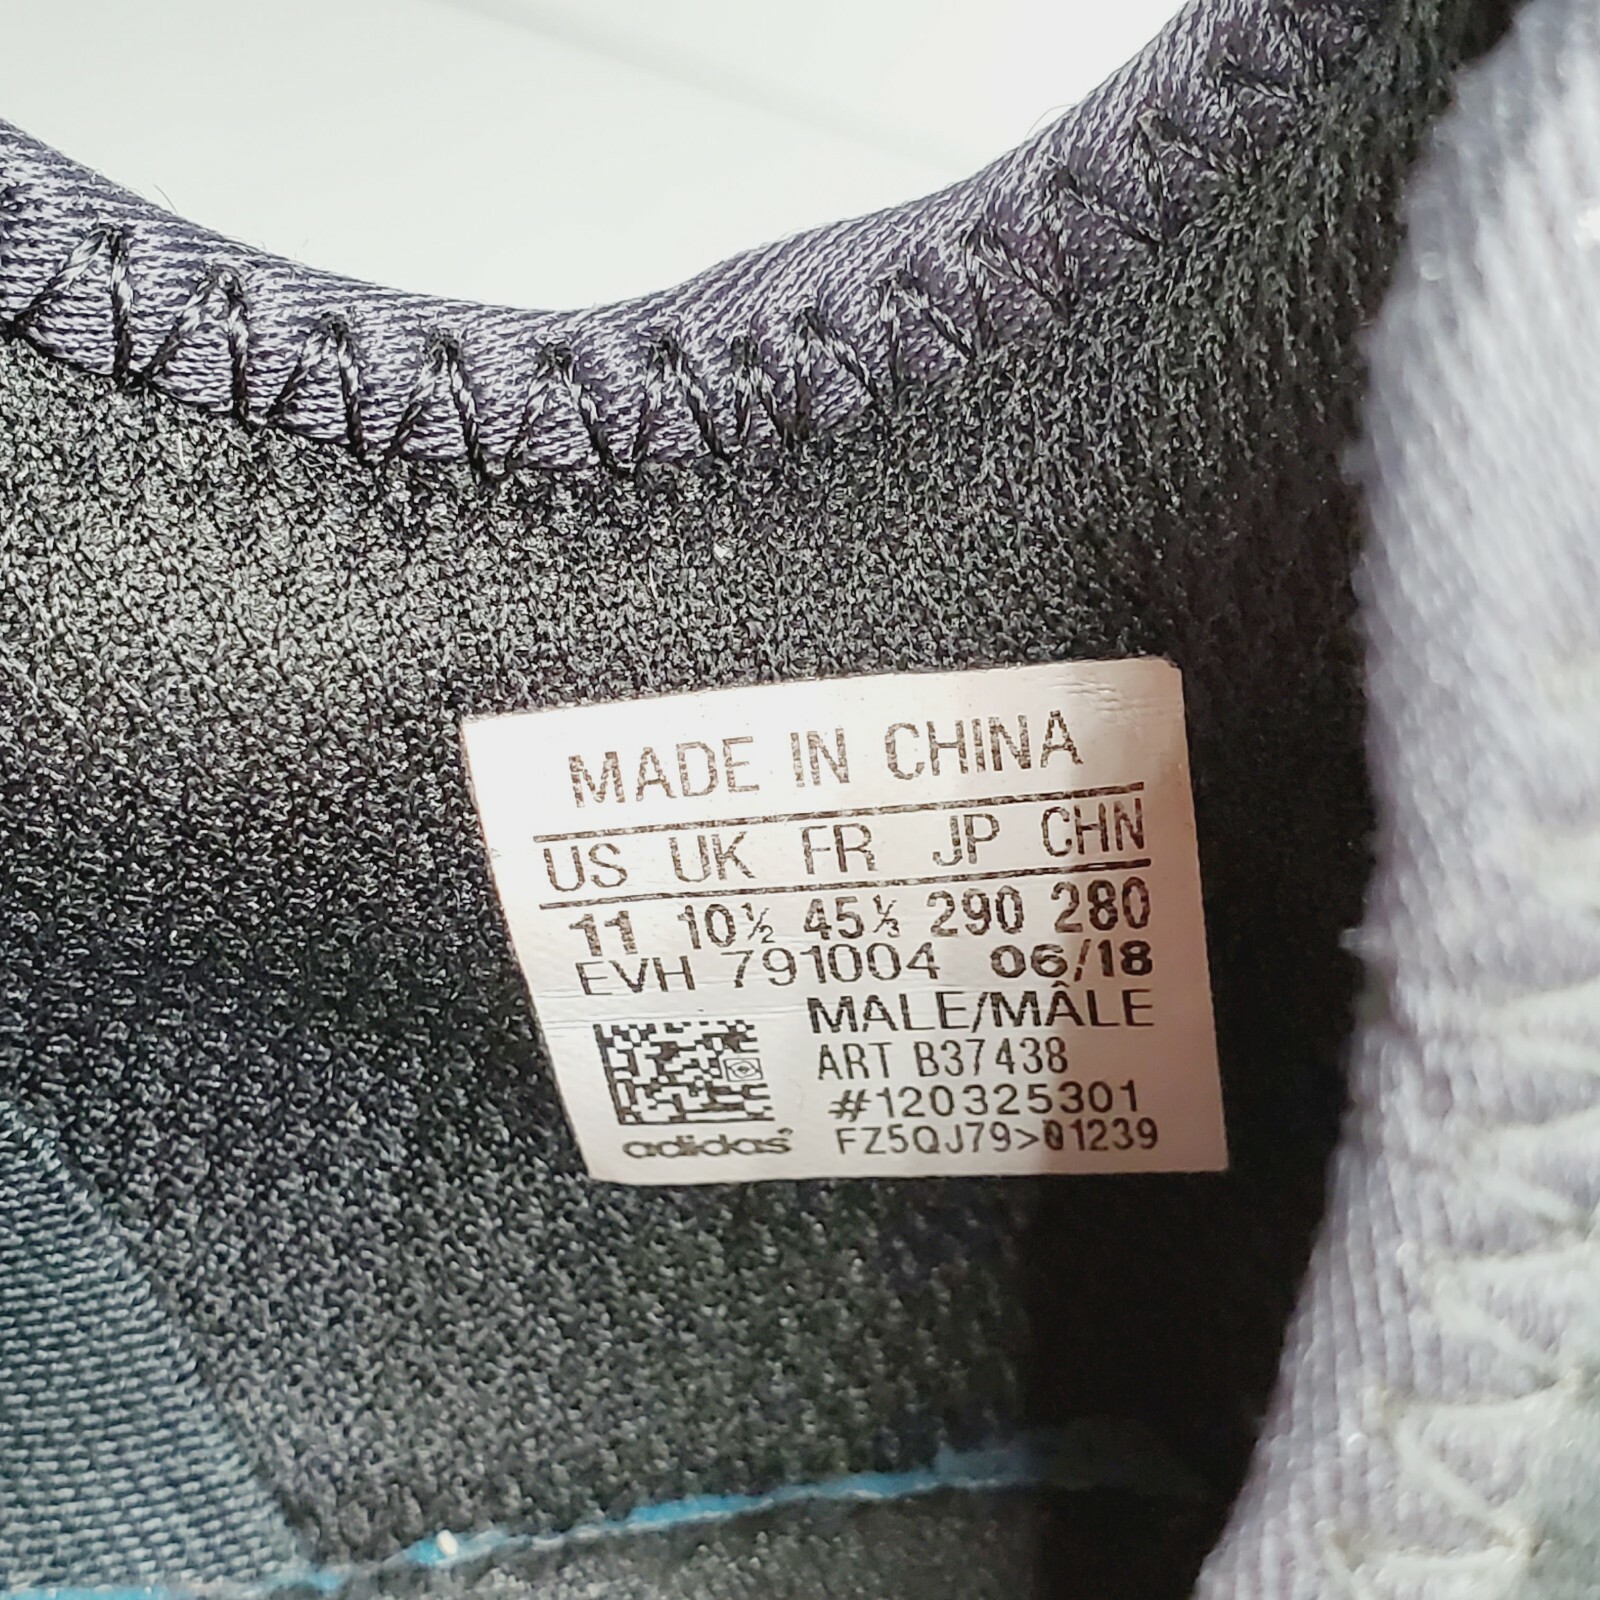 MADE IN CHINA
US UK FR JP CHN
11 10½ 45⅓ 290 280
EVH 791004 06/18
MALE/MÂLE
ART B37438
#120325301
adidas FZ5QJ79>01239